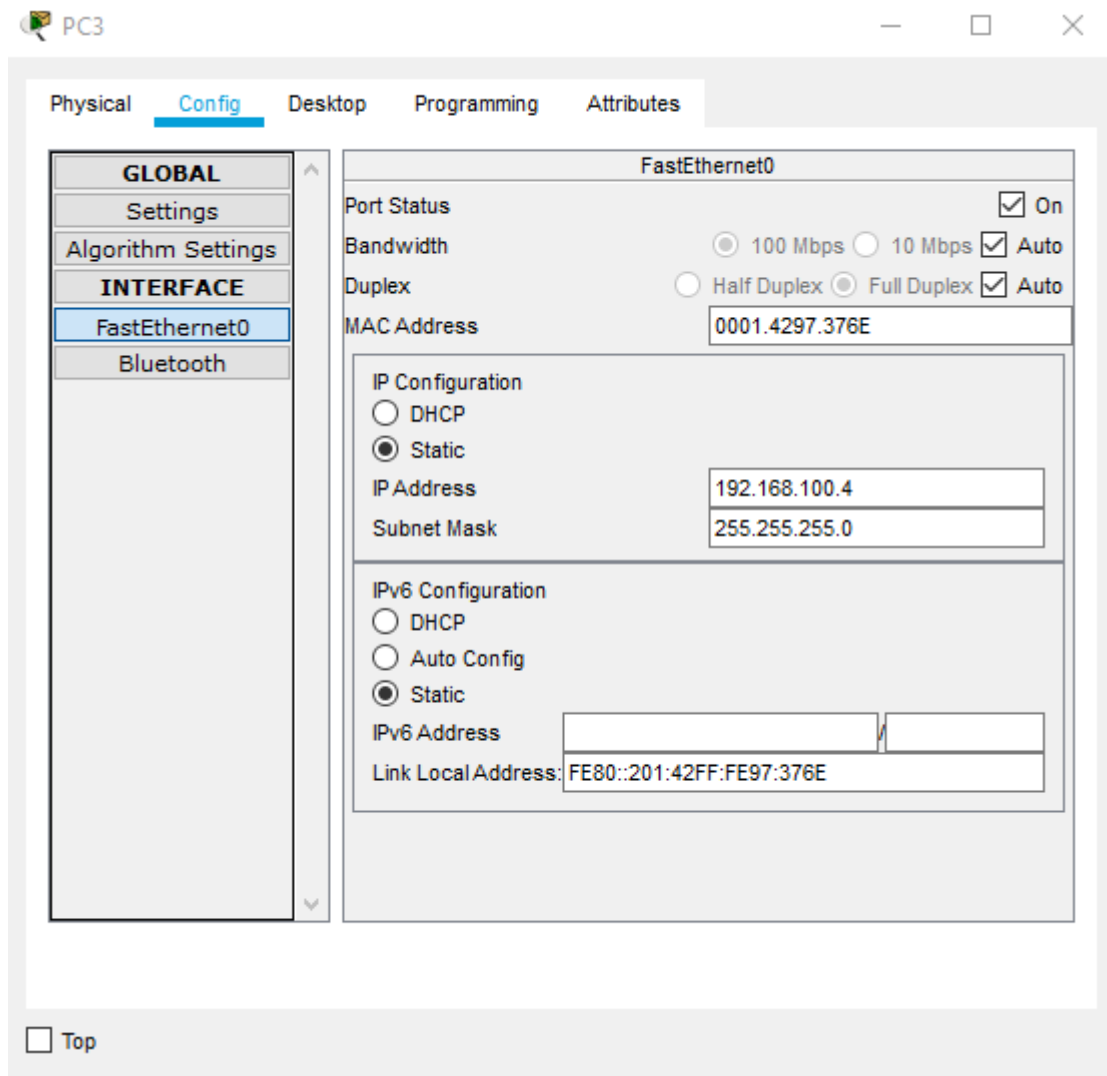 PC3
Physical Config Desktop Programming Attributes
GLOBAL
Settings
Algorithm Settings
INTERFACE
FastEthernet0
Bluetooth
FastEthernet0
Port Status On
Bandwidth 100 Mbps 10 Mbps Auto
Duplex Half Duplex Full Duplex Auto
MAC Address 0001.4297.376E
IP Configuration
DHCP
Static
IP Address 192.168.100.4
Subnet Mask 255.255.255.0
IPv6 Configuration
DHCP
Auto Config
Static
IPv6 Address /
Link Local Address: FE80::201:42FF:FE97:376E
Top